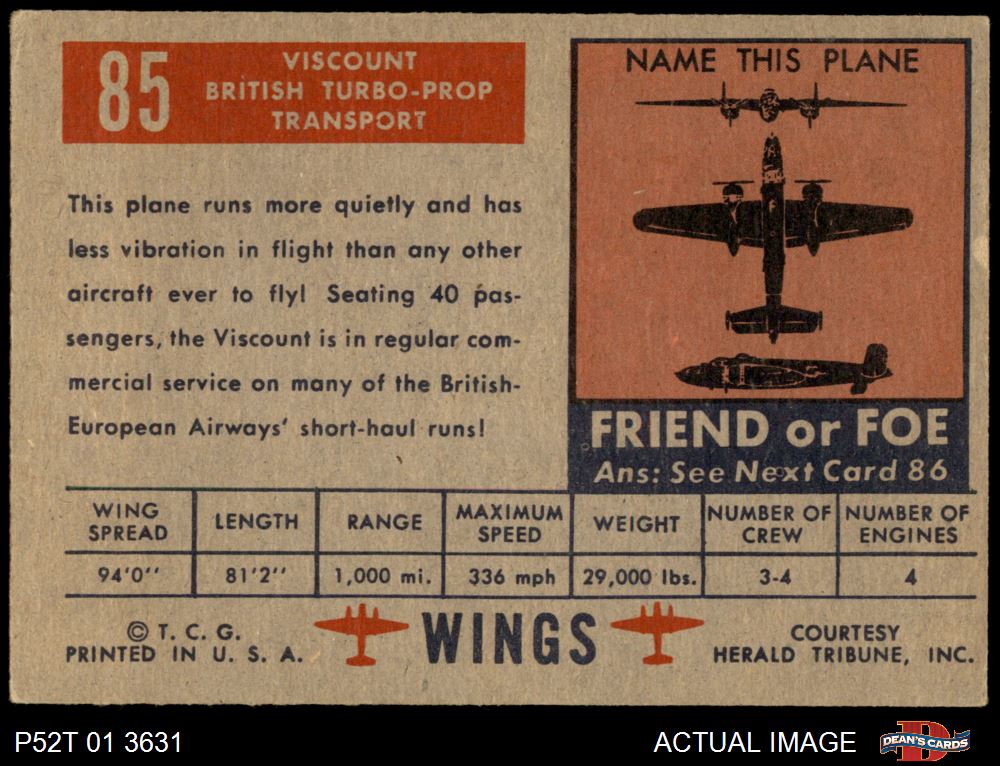 85
VISCOUNT
BRITISH TURBO-PROP
TRANSPORT
This plane runs more quietly and has
less vibration in flight than any other
aircraft ever to fly! Seating 40 pas-
sengers, the Viscount is in regular com-
mercial service on many of the British-
European Airways' short-haul runs!
NAME THIS PLANE
FRIEND or FOE
Ans: See Next Card 86
WING SPREAD LENGTH RANGE MAXIMUM SPEED WEIGHT NUMBER OF CREW NUMBER OF ENGINES
94'0'' 81'2'' 1,000 mi. 336 mph 29,000 lbs. 3-4 4
© T. C. G.
PRINTED IN U. S. A.
WINGS
COURTESY
HERALD TRIBUNE, INC.
P52T 01 3631
ACTUAL IMAGE
D
DEAN'S CARDS